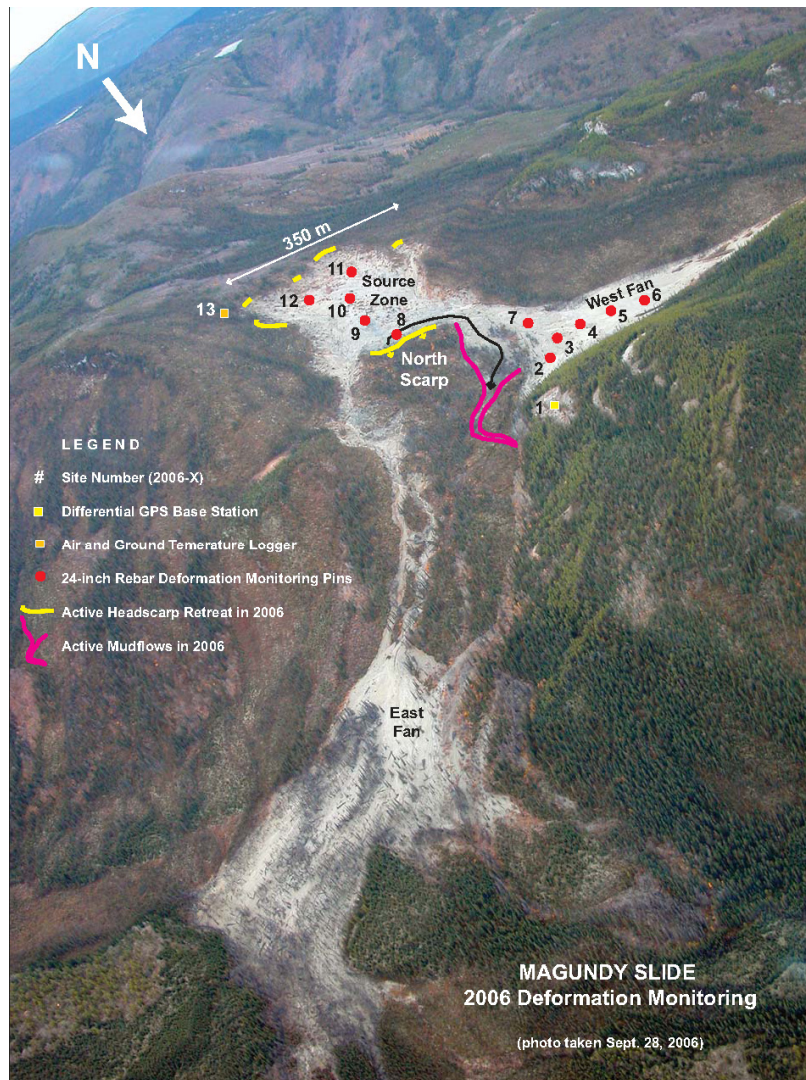 N
350 m
11
Source
Zone
13
12
10
9
8
West Fan
6
5
4
7
3
2
1
North
Scarp
L E G E N D
# Site Number (2006-X)
Differential GPS Base Station
Air and Ground Temerature Logger
24-inch Rebar Deformation Monitoring Pins
Active Headscarp Retreat in 2006
Active Mudflows in 2006
East
Fan
MAGUNDY SLIDE
2006 Deformation Monitoring
(photo taken Sept. 28, 2006)